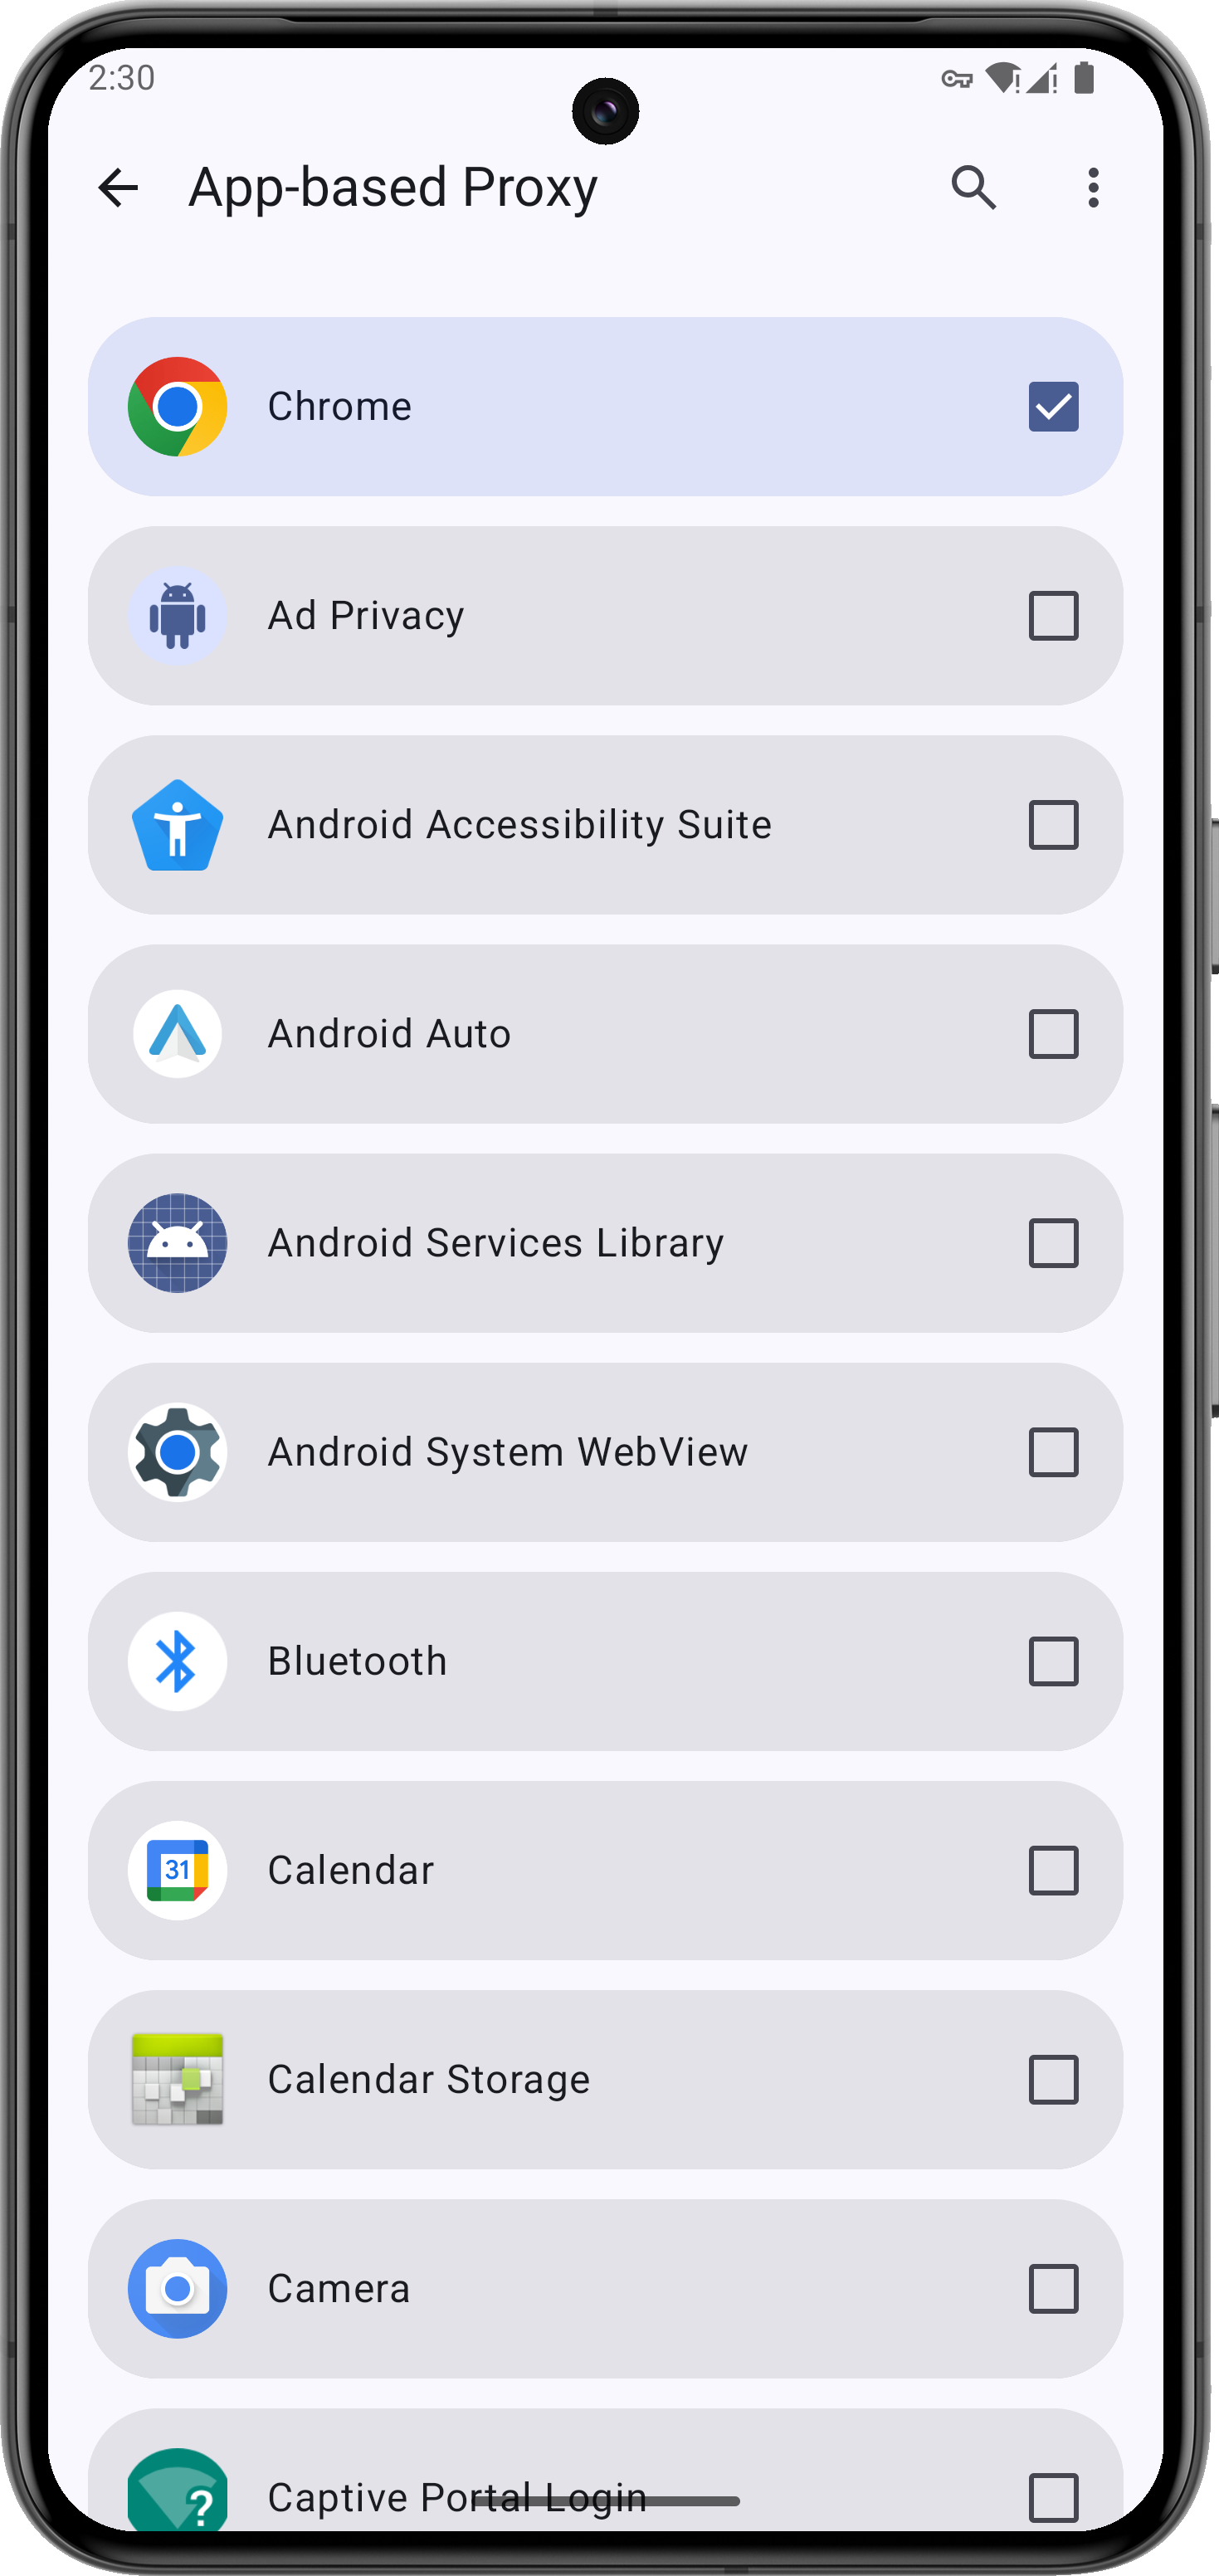 2:30
App-based Proxy
Chrome
Ad Privacy
Android Accessibility Suite
Android Auto
Android Services Library
Android System WebView
Bluetooth
31
Calendar
Calendar Storage
Camera
?
Captive Portal Login